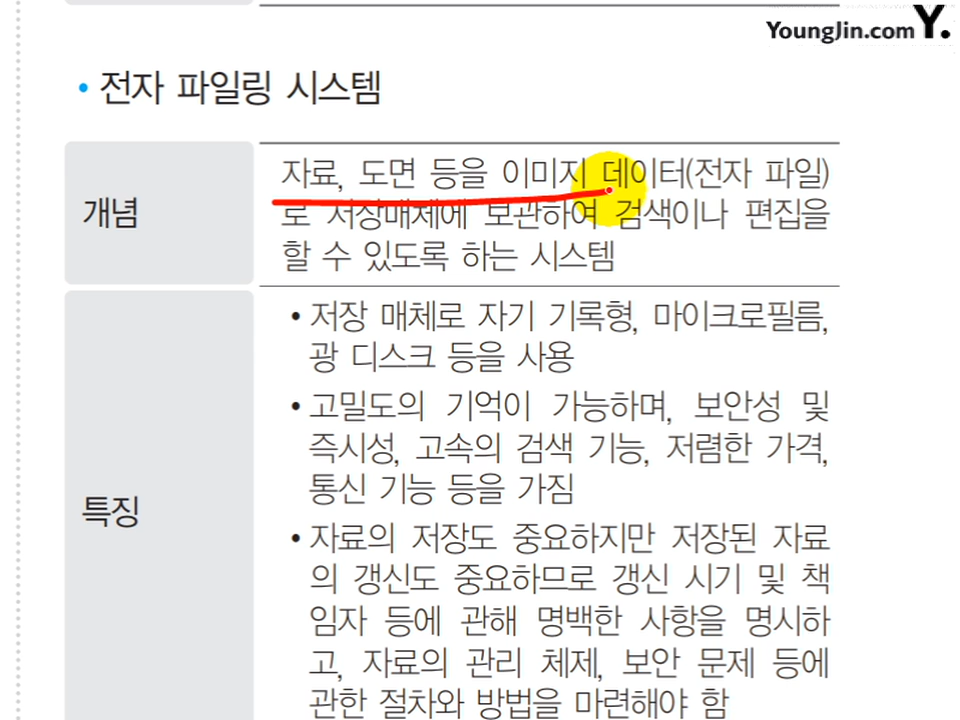 YoungJin.com Y.
• 전자 파일링 시스템
개념
자료, 도면 등을 이미지 데이터(전자 파일)
로 저장매체에 보관하여 검색이나 편집을
할 수 있도록 하는 시스템
특징
• 저장 매체로 자기 기록형, 마이크로필름,
광 디스크 등을 사용
• 고밀도의 기억이 가능하며, 보안성 및
즉시성, 고속의 검색 기능, 저렴한 가격,
통신 기능 등을 가짐
• 자료의 저장도 중요하지만 저장된 자료
의 갱신도 중요하므로 갱신 시기 및 책
임자 등에 관해 명백한 사항을 명시하
고, 자료의 관리 체제, 보안 문제 등에
관한 절차와 방법을 마련해야 함